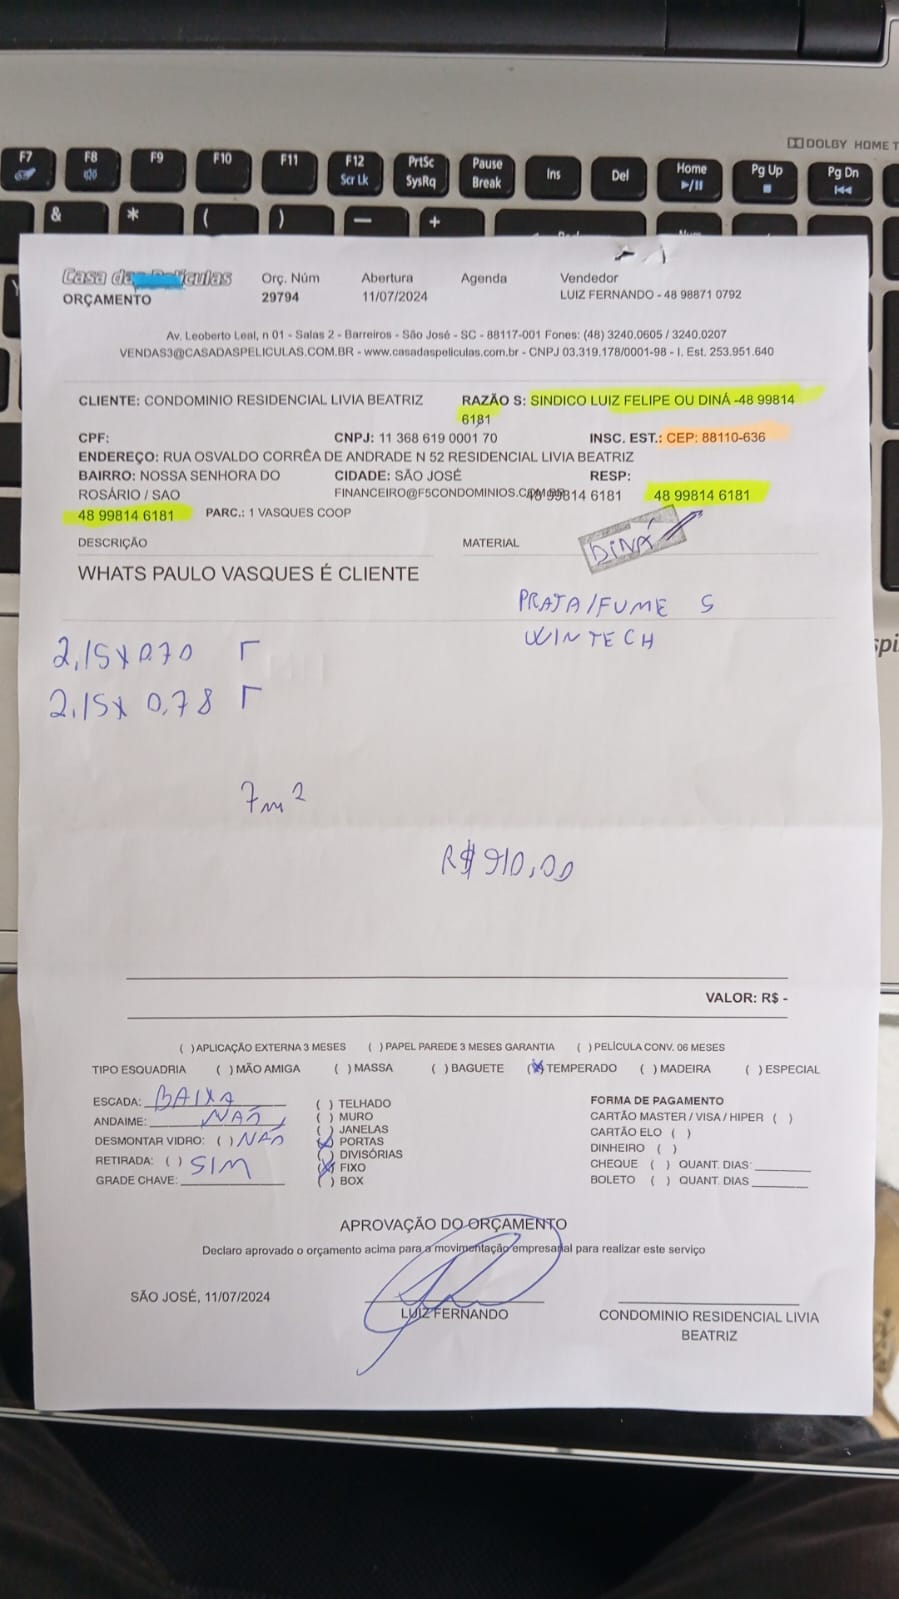 DOLBY HOME T
F7 F8 F9 F10 F11 F12 PrtSc Pause Ins Del Home Pg Up Pg Dn
Scr Lk SysRq Break
& * ( ) — +
Casa das Películas
ORÇAMENTO
Orç. Núm
29794
Abertura
11/07/2024
Agenda
Vendedor
LUIZ FERNANDO - 48 98871 0792
Av. Leoberto Leal, n 01 - Salas 2 - Barreiros - São José - SC - 88117-001 Fones: (48) 3240.0605 / 3240.0207
VENDAS3@CASADASPELICULAS.COM.BR - www.casadaspeliculas.com.br - CNPJ 03.319.178/0001-98 - I. Est. 253.951.640
CLIENTE: CONDOMINIO RESIDENCIAL LIVIA BEATRIZ
RAZÃO S: SINDICO LUIZ FELIPE OU DINÁ -48 99814
6181
CPF: CNPJ: 11 368 619 0001 70 INSC. EST.: CEP: 88110-636
ENDEREÇO: RUA OSVALDO CORRÊA DE ANDRADE N 52 RESIDENCIAL LIVIA BEATRIZ
BAIRRO: NOSSA SENHORA DO CIDADE: SÃO JOSÉ RESP:
ROSÁRIO / SAO FINANCEIRO@F5CONDOMINIOS.COM.BR 48 99814 6181 48 99814 6181
48 99814 6181 PARC.: 1 VASQUES COOP
DESCRIÇÃO MATERIAL DINÁ
WHATS PAULO VASQUES É CLIENTE
PRATA/FUME S
WINTECH
2,15x0.70 Γ
2.15x 0,78 Γ
7m²
R$ 910,00
VALOR: R$ -
( ) APLICAÇÃO EXTERNA 3 MESES ( ) PAPEL PAREDE 3 MESES GARANTIA ( ) PELÍCULA CONV. 06 MESES
TIPO ESQUADRIA ( ) MÃO AMIGA ( ) MASSA ( ) BAGUETE (X) TEMPERADO ( ) MADEIRA ( ) ESPECIAL
ESCADA: BAIXA
ANDAIME: NAÕ
DESMONTAR VIDRO: ( ) NÃO
RETIRADA: ( ) SIM
GRADE CHAVE:
( ) TELHADO
( ) MURO
( ) JANELAS
(X) PORTAS
( ) DIVISÓRIAS
(X) FIXO
( ) BOX
FORMA DE PAGAMENTO
CARTÃO MASTER / VISA / HIPER ( )
CARTÃO ELO ( )
DINHEIRO ( )
CHEQUE ( ) QUANT. DIAS:
BOLETO ( ) QUANT. DIAS
APROVAÇÃO DO ORÇAMENTO
Declaro aprovado o orçamento acima para a movimentação empresarial para realizar este serviço
SÃO JOSÉ, 11/07/2024
LUIZ FERNANDO
CONDOMINIO RESIDENCIAL LIVIA
BEATRIZ